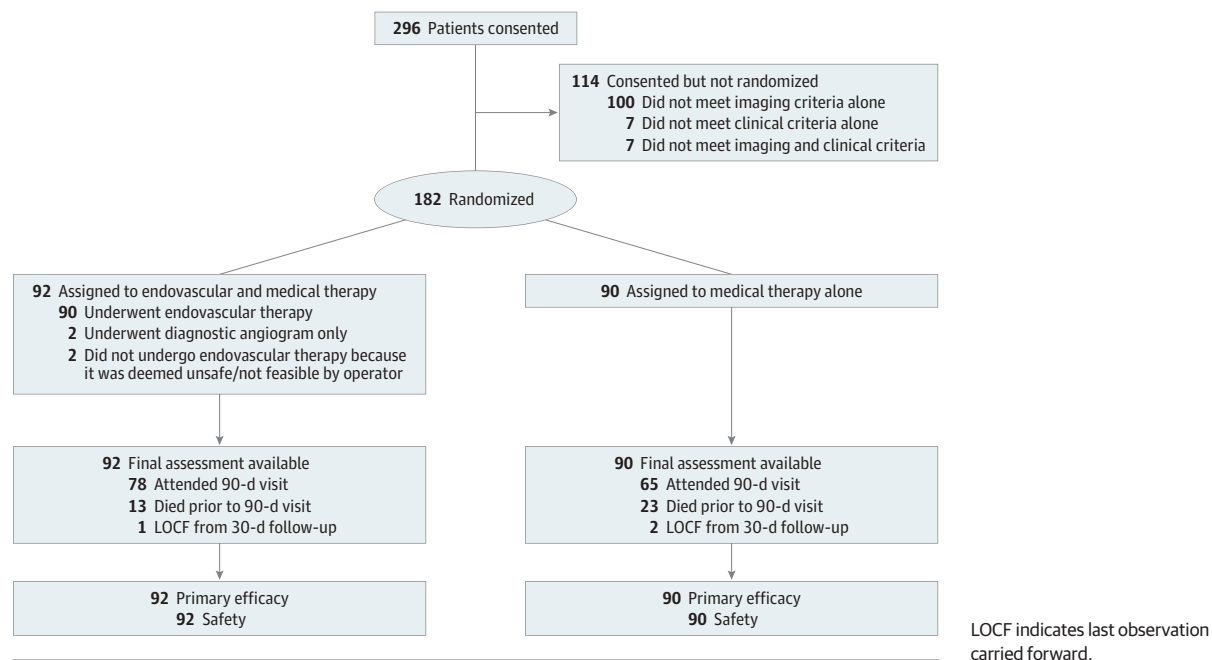 296 Patients consented
114 Consented but not randomized
100 Did not meet imaging criteria alone
7 Did not meet clinical criteria alone
7 Did not meet imaging and clinical criteria
182 Randomized
92 Assigned to endovascular and medical therapy
90 Underwent endovascular therapy
2 Underwent diagnostic angiogram only
2 Did not undergo endovascular therapy because
it was deemed unsafe/not feasible by operator
90 Assigned to medical therapy alone
92 Final assessment available
78 Attended 90-d visit
13 Died prior to 90-d visit
1 LOCF from 30-d follow-up
90 Final assessment available
65 Attended 90-d visit
23 Died prior to 90-d visit
2 LOCF from 30-d follow-up
92 Primary efficacy
92 Safety
90 Primary efficacy
90 Safety
LOCF indicates last observation
carried forward.